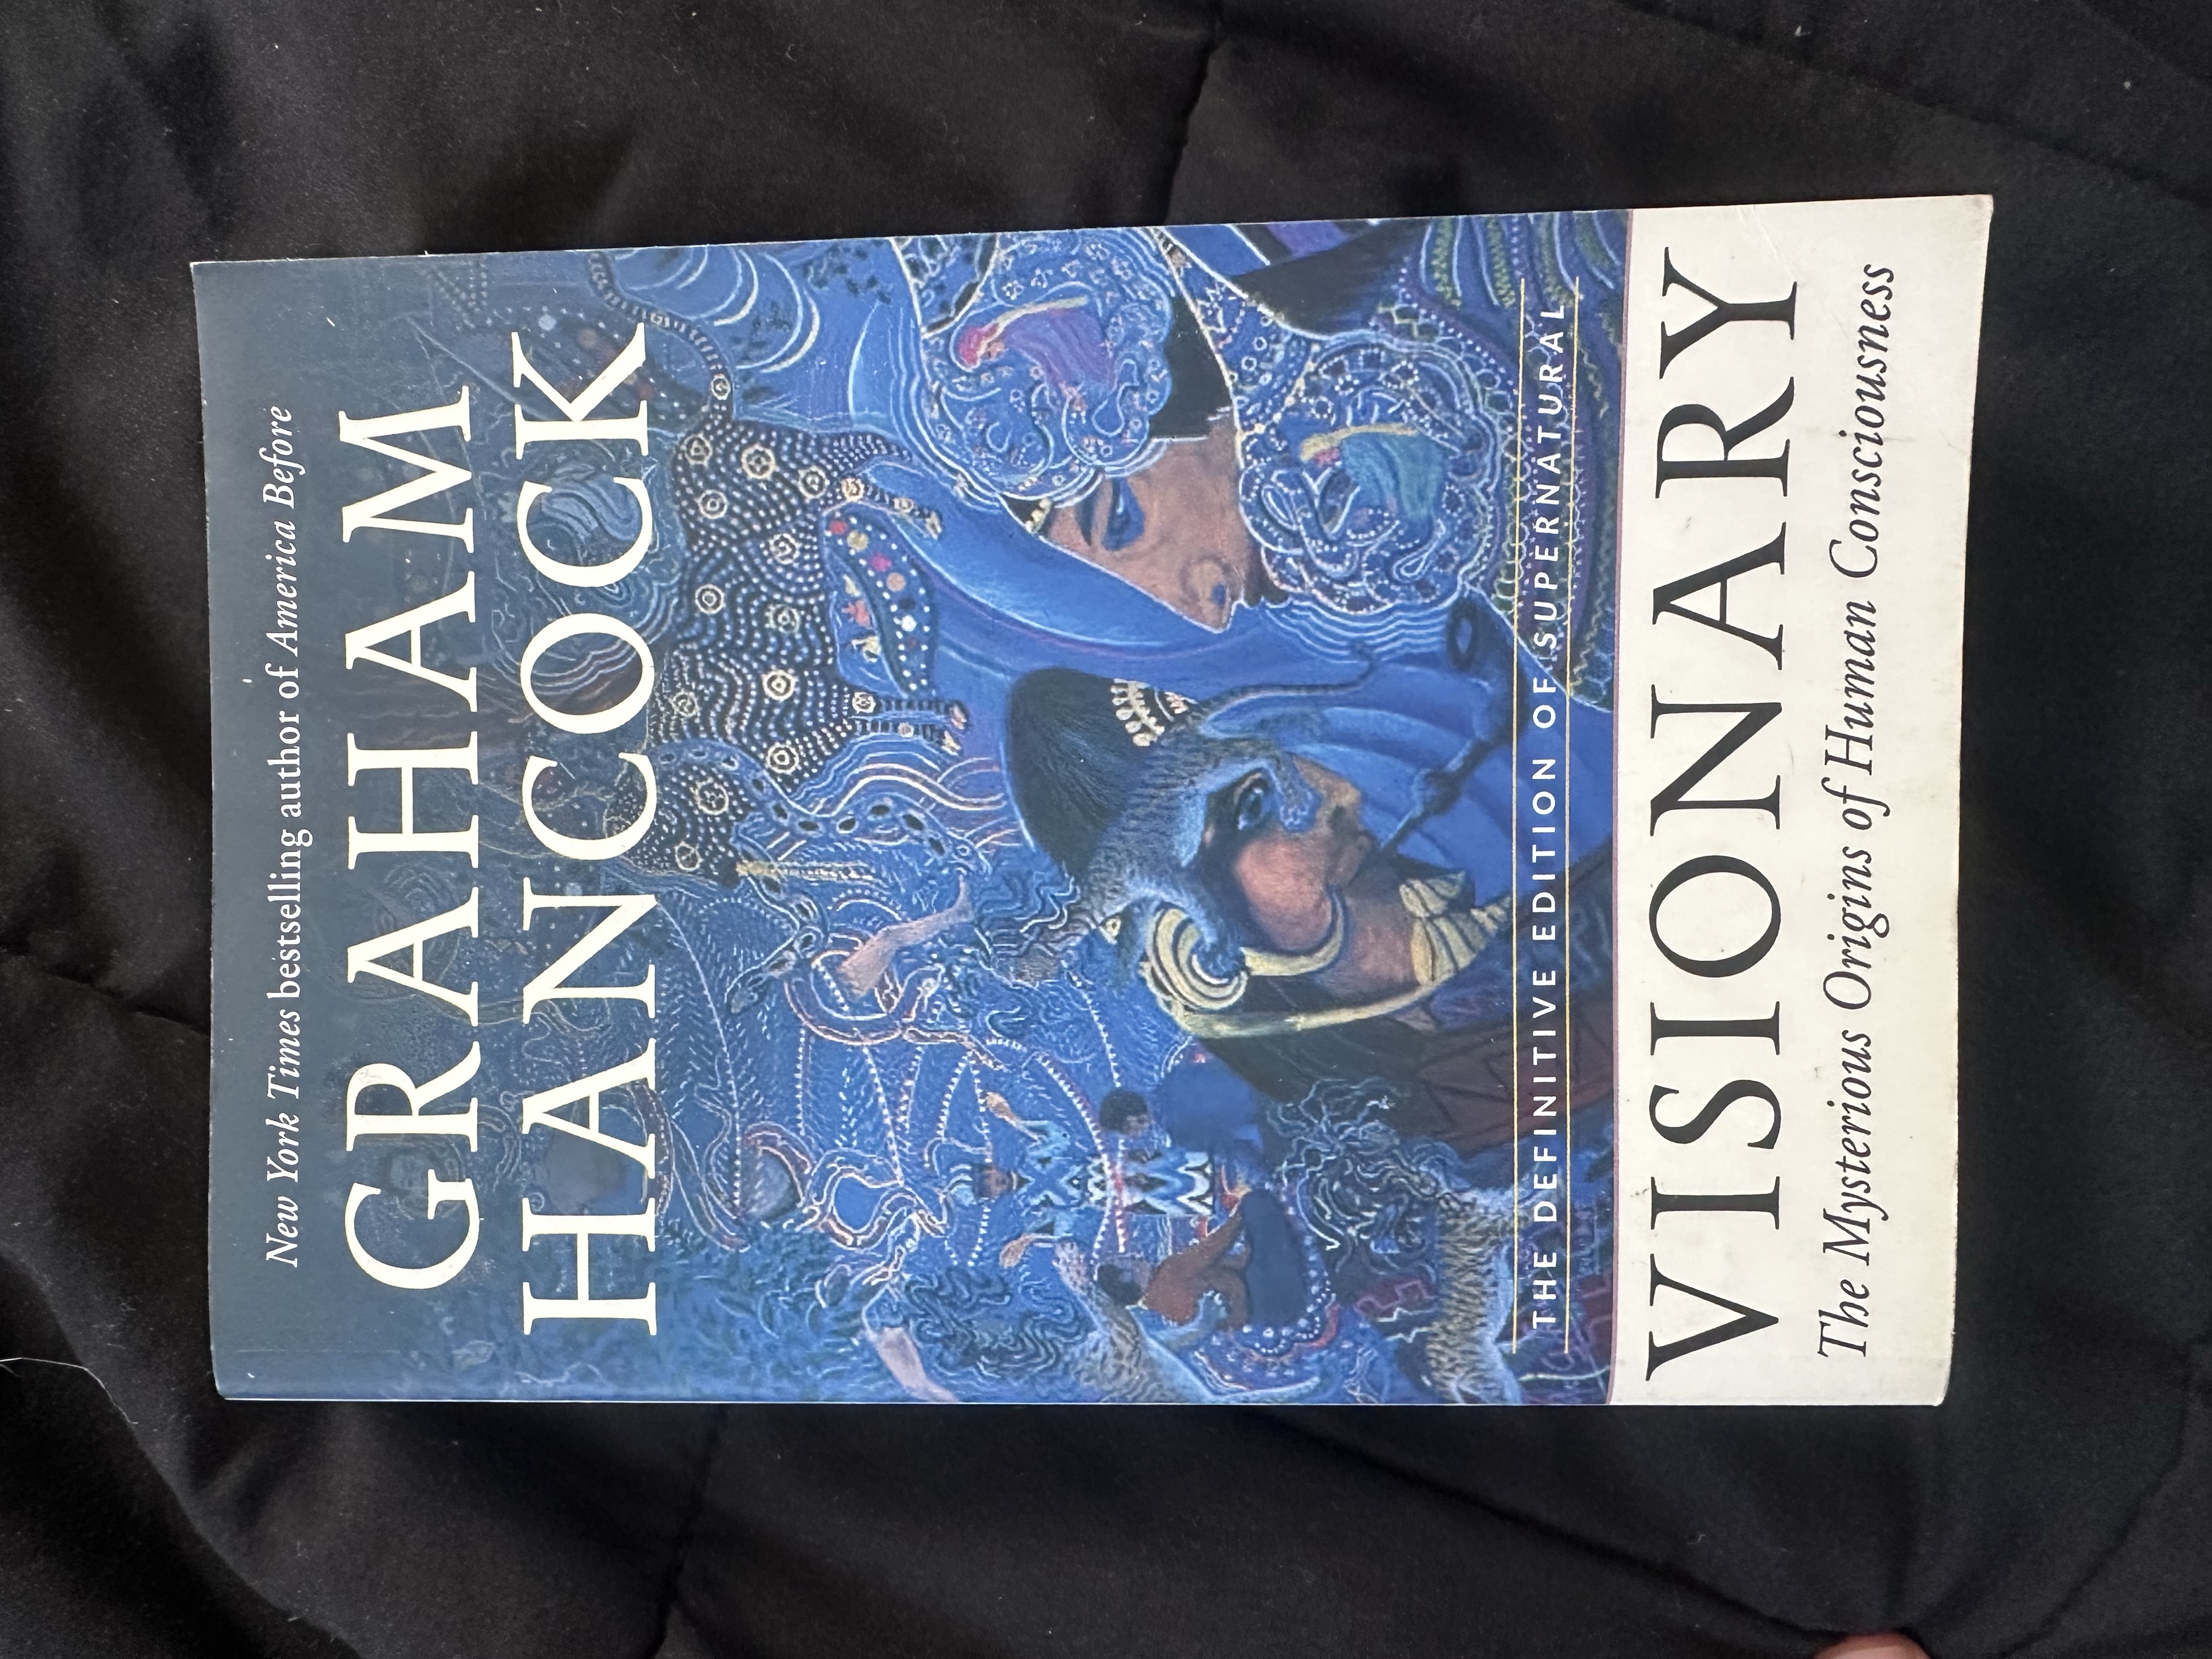 New York Times bestselling author of America Before
GRAHAM
HANCOCK
THE DEFINITIVE EDITION OF SUPERNATURAL
VISIONARY
The Mysterious Origins of Human Consciousness